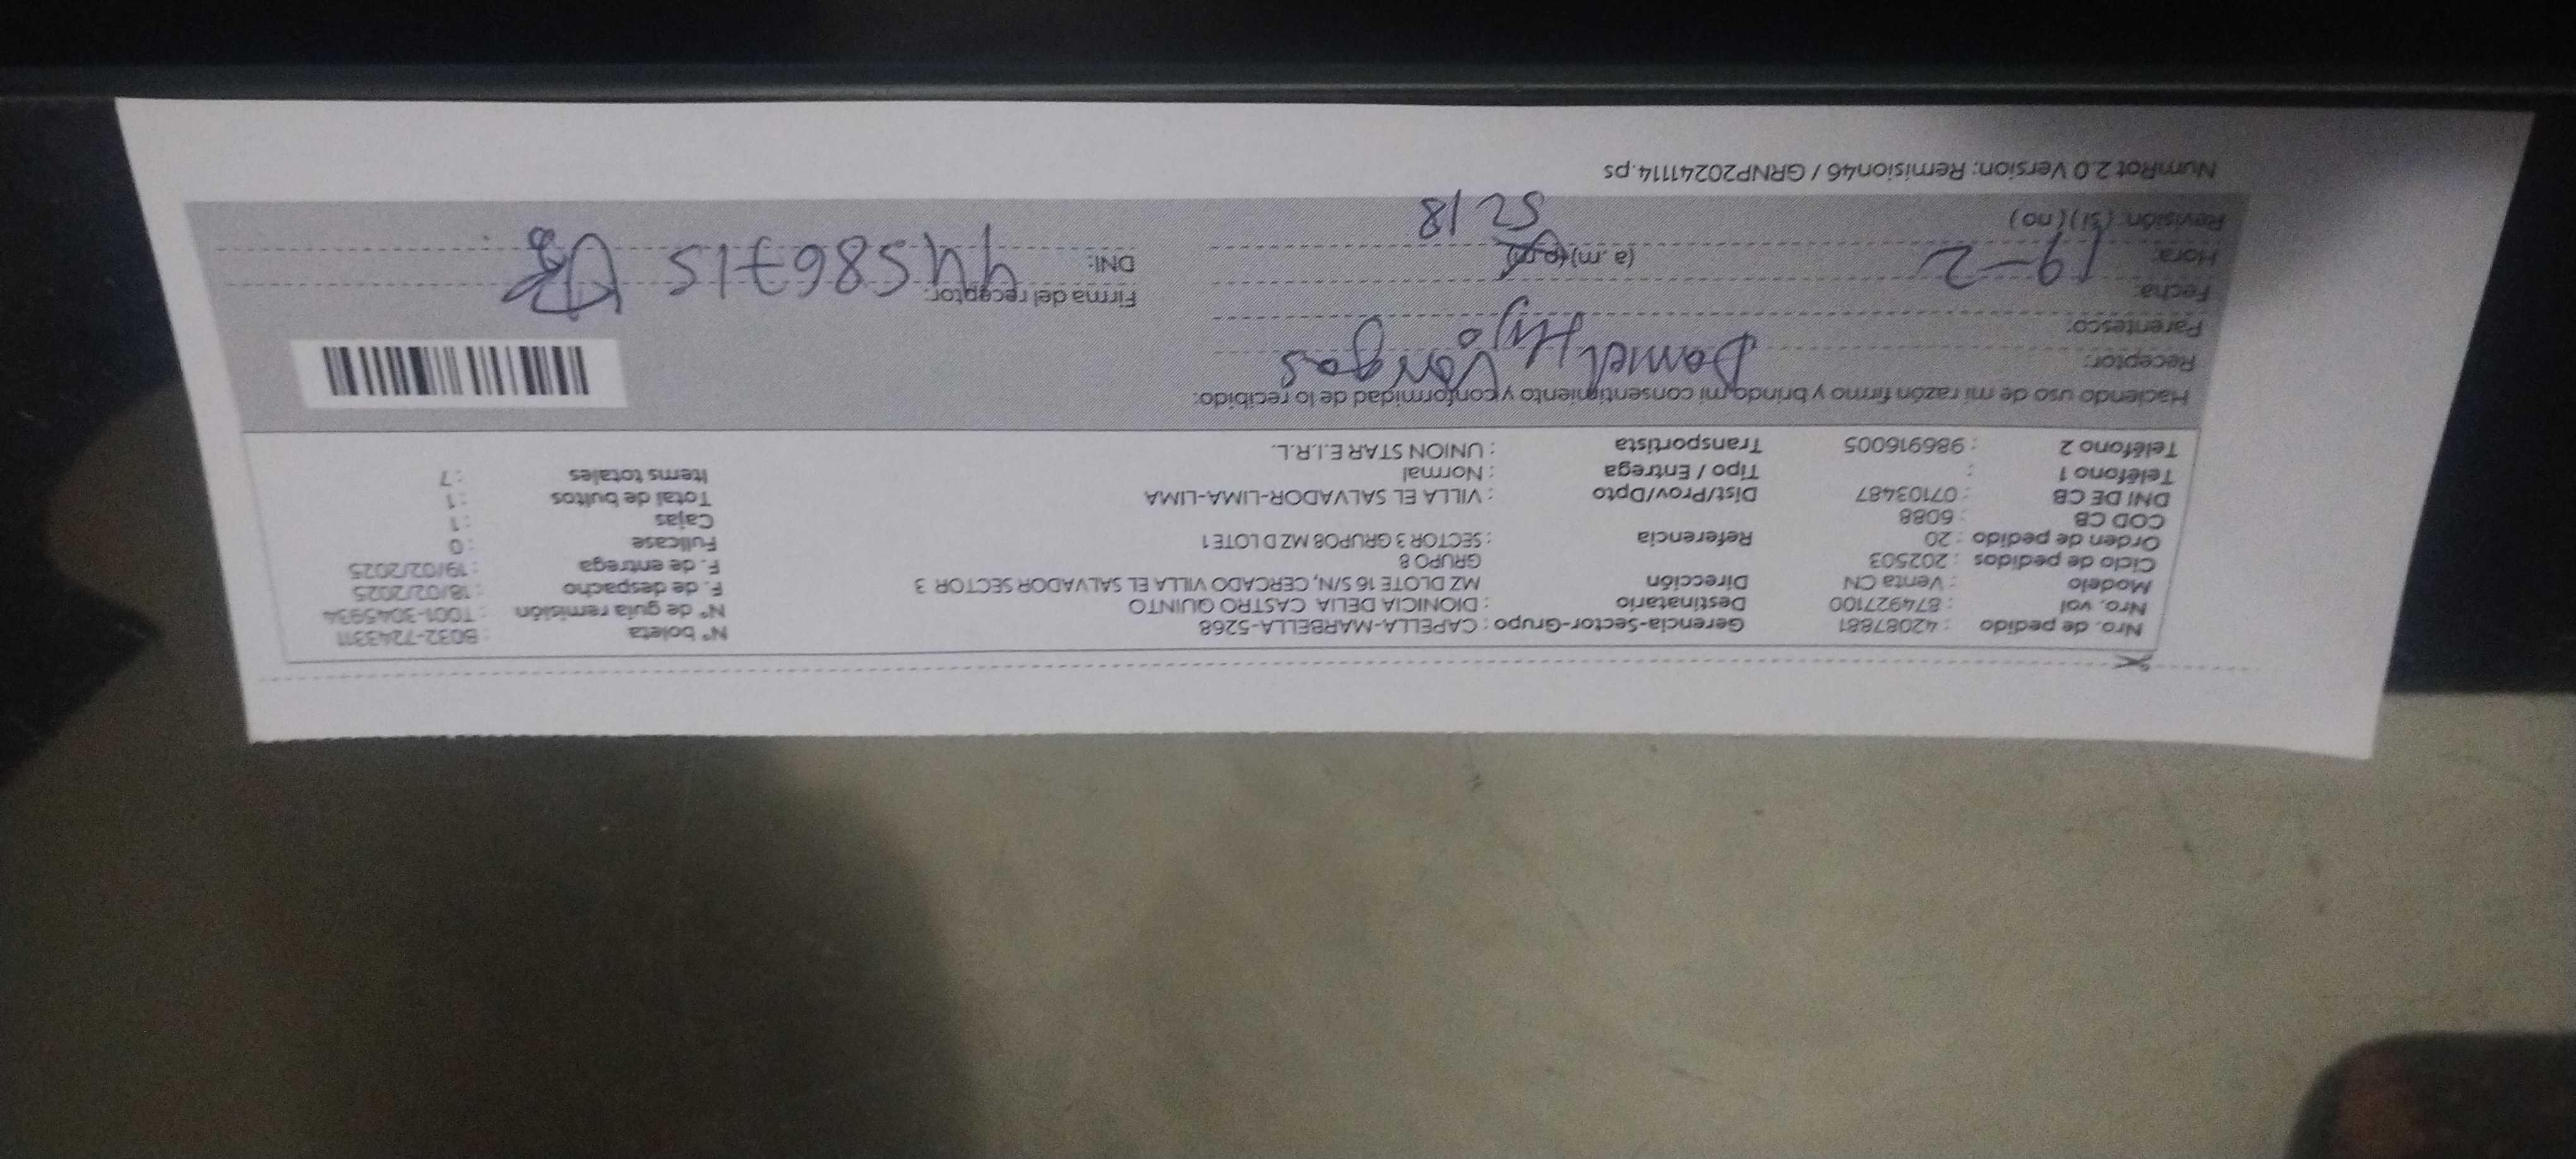 Nro. de pedido : 42087881 Gerencia-Sector-Grupo : CAPELLA-MARBELLA-5268 N° boleta : B032-7243311
Nro. vol : 874927100 Destinatario : DIONICIA DELIA CASTRO QUINTO N° de guía remisión : T001-3045934
Modelo : Venta CN Dirección MZ D LOTE 16 S/N, CERCADO VILLA EL SALVADOR SECTOR 3 F. de despacho : 18/02/2025
Ciclo de pedidos : 202503 GRUPO 8 F. de entrega : 19/02/2025
Orden de pedido : 20 Referencia : SECTOR 3 GRUPO8 MZ D LOTE 1 Fullcase : 0
COD CB : 6088 Cajas : 1
DNI DE CB : 07103487 Dist/Prov/Dpto : VILLA EL SALVADOR-LIMA-LIMA Total de bultos : 1
Teléfono 1 : Tipo / Entrega : Normal Items totales : 7
Teléfono 2 : 986916005 Transportista : UNION STAR E.I.R.L.
Haciendo uso de mi razón firmo y brindo mi consentimiento y conformidad de lo recibido:
Receptor: Daniel Vargas
Parentesco: Hijo
Fecha: 19-2 Firma del receptor:
Hora: (a.m)(p.m) DNI: 44586715
Revisión: (si)(no) 52 18
NumRot 2.0 Version: Remision46 / GRNP20241114.ps